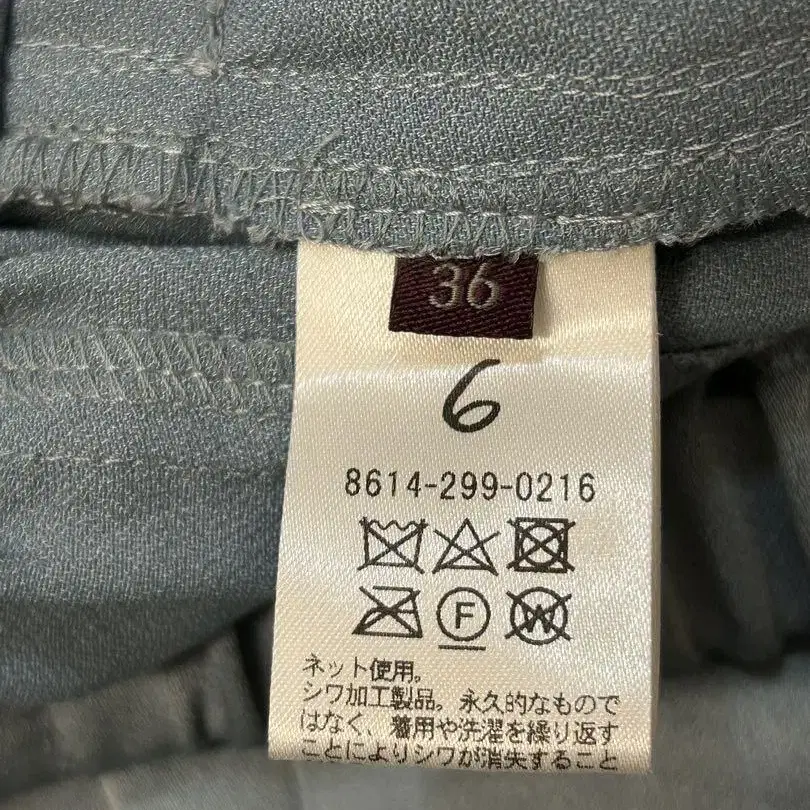 36
6
8614-299-0216
F W
ネット使用。
シワ加工製品。永久的なもので
はなく、着用や洗濯を繰り返す
ことによりシワが消失すること